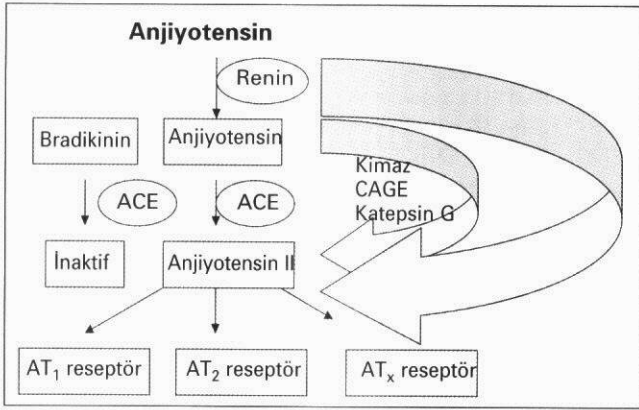 Anjiyotensin
Renin
Bradikinin
Anjiyotensin
Kimaz
CAGE
Katepsin G
ACE
ACE
İnaktif
Anjiyotensin II
AT₁ reseptör
AT₂ reseptör
ATₓ reseptör